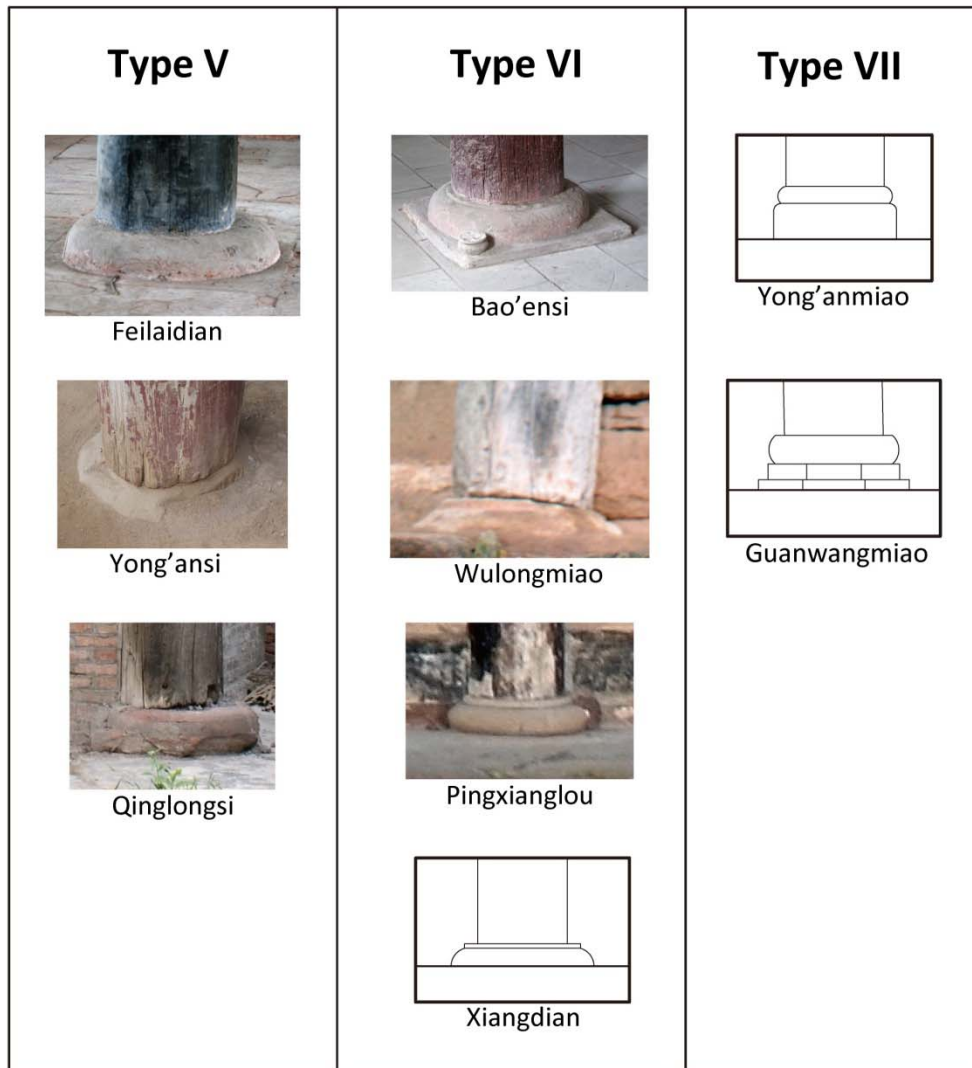 Type V
Feilaidian
Yong'ansi
Qinglongsi
Type VI
Bao'ensi
Wulongmiao
Pingxianglou
Xiangdian
Type VII
Yong'anmiao
Guanwangmiao